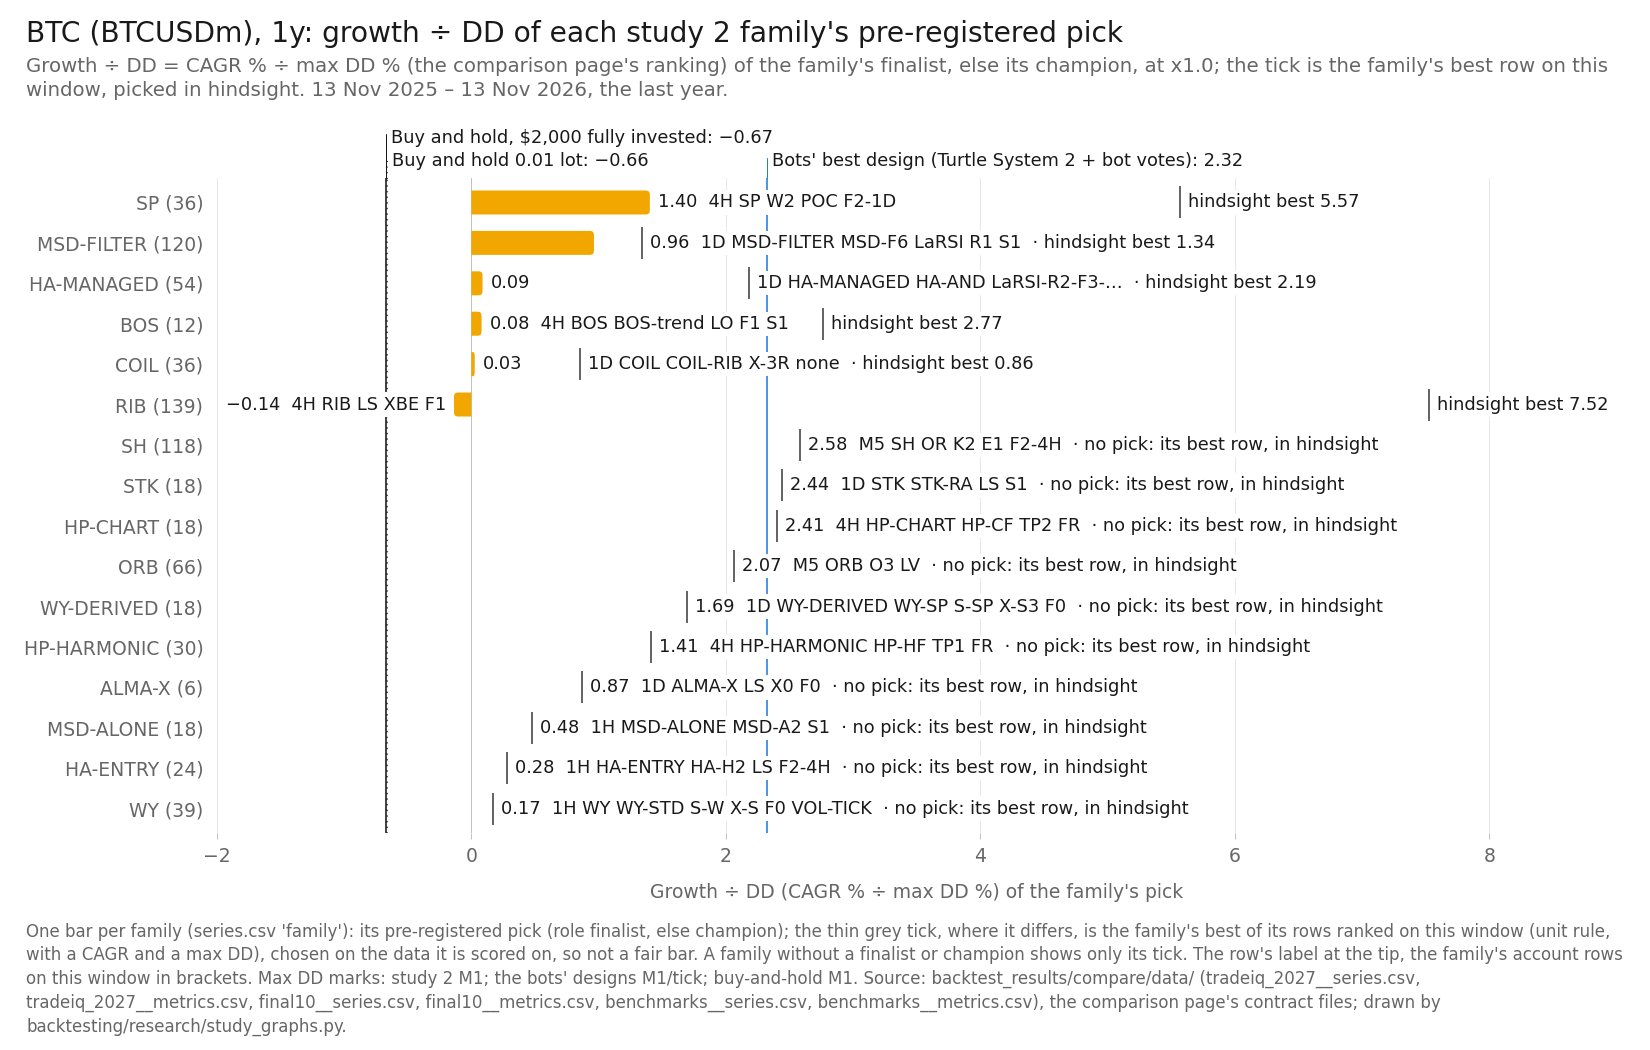 BTC (BTCUSDm), 1y: growth ÷ DD of each study 2 family's pre-registered pick
Growth ÷ DD = CAGR % ÷ max DD % (the comparison page's ranking) of the family's finalist, else its champion, at x1.0; the tick is the family's best row on this
window, picked in hindsight. 13 Nov 2025 – 13 Nov 2026, the last year.
Buy and hold, $2,000 fully invested: −0.67
Buy and hold 0.01 lot: −0.66
Bots' best design (Turtle System 2 + bot votes): 2.32
SP (36) 1.40 4H SP W2 POC F2-1D hindsight best 5.57
MSD-FILTER (120) 0.96 1D MSD-FILTER MSD-F6 LaRSI R1 S1 · hindsight best 1.34
HA-MANAGED (54) 0.09 1D HA-MANAGED HA-AND LaRSI-R2-F3-… · hindsight best 2.19
BOS (12) 0.08 4H BOS BOS-trend LO F1 S1 hindsight best 2.77
COIL (36) 0.03 1D COIL COIL-RIB X-3R none · hindsight best 0.86
RIB (139) −0.14 4H RIB LS XBE F1 hindsight best 7.52
SH (118) 2.58 M5 SH OR K2 E1 F2-4H · no pick: its best row, in hindsight
STK (18) 2.44 1D STK STK-RA LS S1 · no pick: its best row, in hindsight
HP-CHART (18) 2.41 4H HP-CHART HP-CF TP2 FR · no pick: its best row, in hindsight
ORB (66) 2.07 M5 ORB O3 LV · no pick: its best row, in hindsight
WY-DERIVED (18) 1.69 1D WY-DERIVED WY-SP S-SP X-S3 F0 · no pick: its best row, in hindsight
HP-HARMONIC (30) 1.41 4H HP-HARMONIC HP-HF TP1 FR · no pick: its best row, in hindsight
ALMA-X (6) 0.87 1D ALMA-X LS X0 F0 · no pick: its best row, in hindsight
MSD-ALONE (18) 0.48 1H MSD-ALONE MSD-A2 S1 · no pick: its best row, in hindsight
HA-ENTRY (24) 0.28 1H HA-ENTRY HA-H2 LS F2-4H · no pick: its best row, in hindsight
WY (39) 0.17 1H WY WY-STD S-W X-S F0 VOL-TICK · no pick: its best row, in hindsight
−2 0 2 4 6 8
Growth ÷ DD (CAGR % ÷ max DD %) of the family's pick
One bar per family (series.csv 'family'): its pre-registered pick (role finalist, else champion); the thin grey tick, where it differs, is the family's best of its rows ranked on this window (unit rule,
with a CAGR and a max DD), chosen on the data it is scored on, so not a fair bar. A family without a finalist or champion shows only its tick. The row's label at the tip, the family's account rows
on this window in brackets. Max DD marks: study 2 M1; the bots' designs M1/tick; buy-and-hold M1. Source: backtest_results/compare/data/ (tradeiq_2027__series.csv,
tradeiq_2027__metrics.csv, final10__series.csv, final10__metrics.csv, benchmarks__series.csv, benchmarks__metrics.csv), the comparison page's contract files; drawn by
backtesting/research/study_graphs.py.